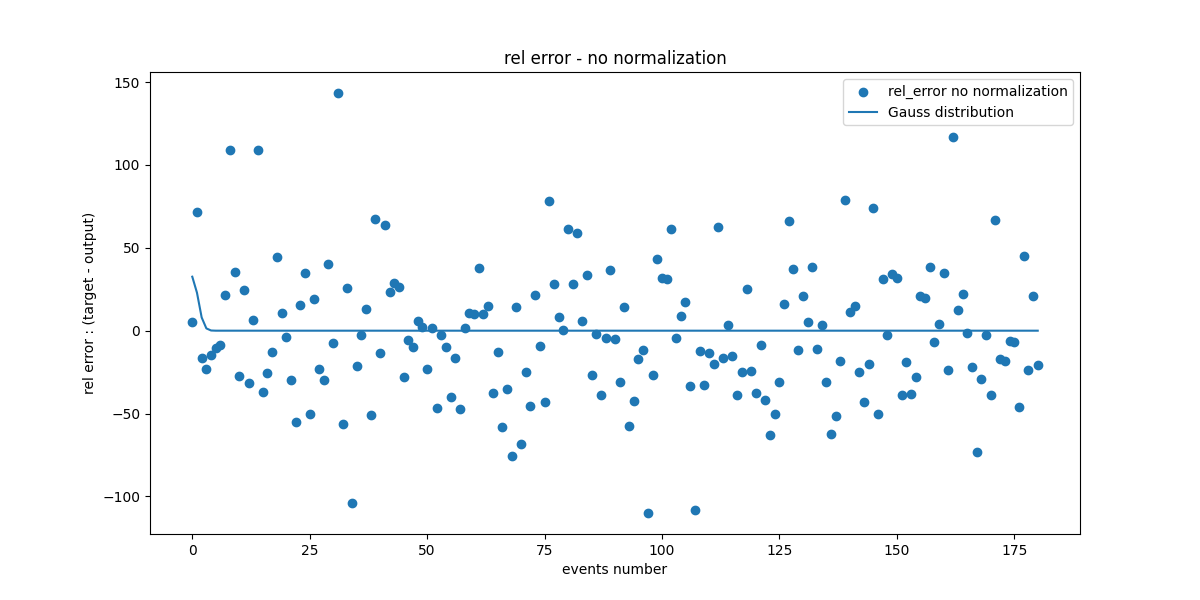 rel error - no normalization
rel_error no normalization
Gauss distribution
rel error : (target - output)
150
100
50
0
−50
−100
0
25
50
75
100
125
150
175
events number